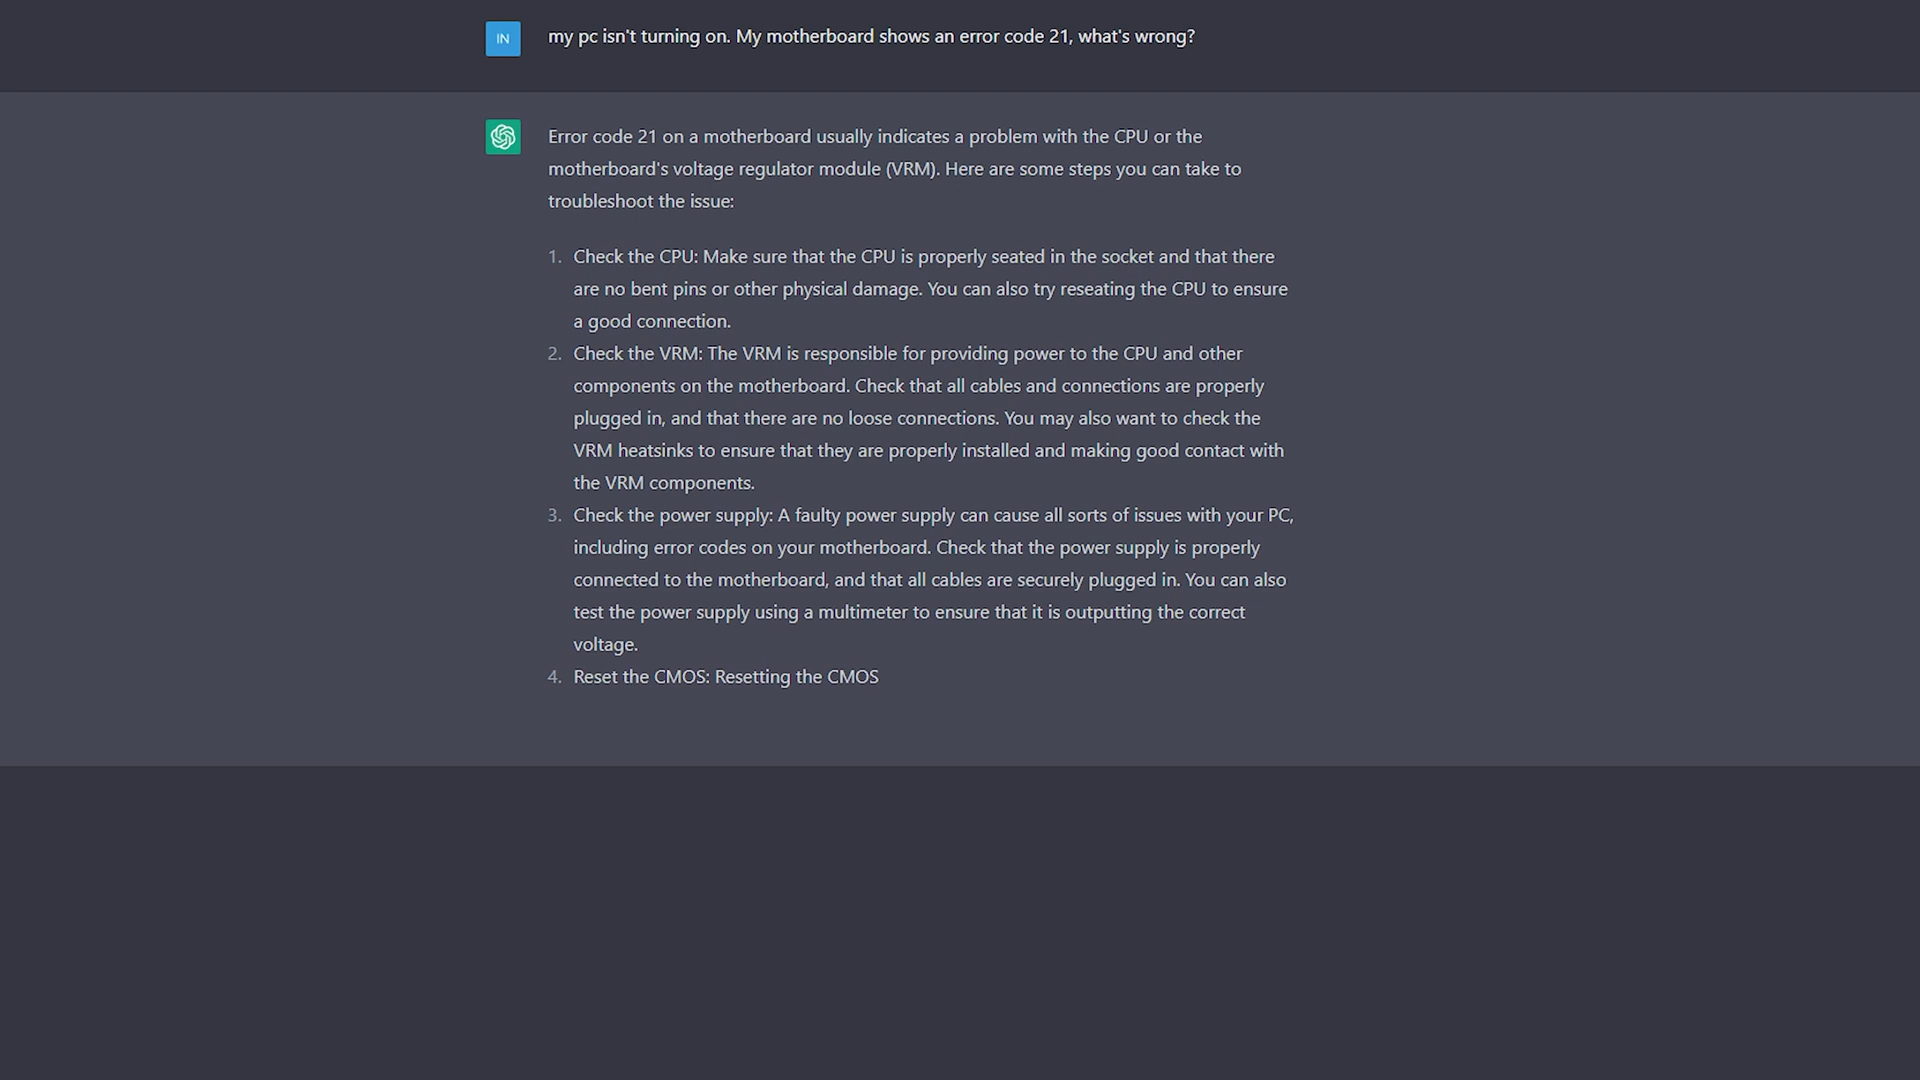 IN
my pc isn't turning on. My motherboard shows an error code 21, what's wrong?
Error code 21 on a motherboard usually indicates a problem with the CPU or the
motherboard's voltage regulator module (VRM). Here are some steps you can take to
troubleshoot the issue:
1. Check the CPU: Make sure that the CPU is properly seated in the socket and that there
are no bent pins or other physical damage. You can also try reseating the CPU to ensure
a good connection.
2. Check the VRM: The VRM is responsible for providing power to the CPU and other
components on the motherboard. Check that all cables and connections are properly
plugged in, and that there are no loose connections. You may also want to check the
VRM heatsinks to ensure that they are properly installed and making good contact with
the VRM components.
3. Check the power supply: A faulty power supply can cause all sorts of issues with your PC,
including error codes on your motherboard. Check that the power supply is properly
connected to the motherboard, and that all cables are securely plugged in. You can also
test the power supply using a multimeter to ensure that it is outputting the correct
voltage.
4. Reset the CMOS: Resetting the CMOS